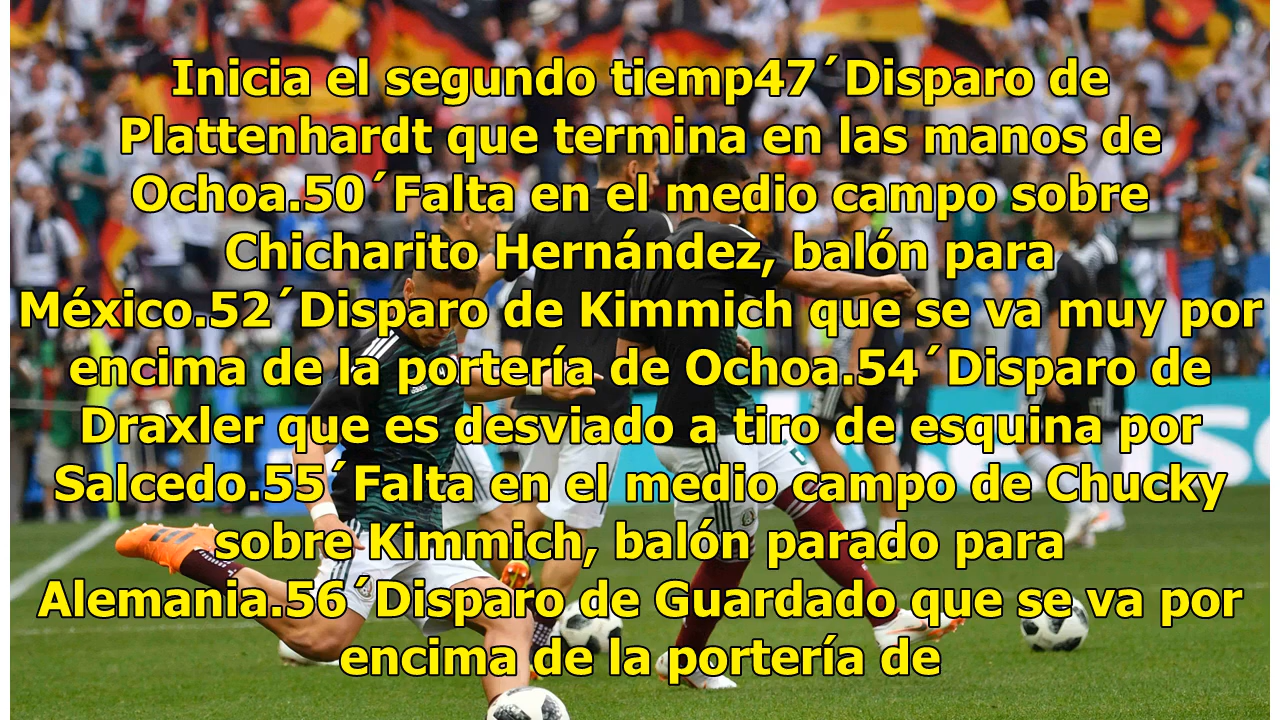 Inicia el segundo tiemp47´Disparo de
Plattenhardt que termina en las manos de
Ochoa.50´Falta en el medio campo sobre
Chicharito Hernández, balón para
México.52´Disparo de Kimmich que se va muy por
encima de la portería de Ochoa.54´Disparo de
Draxler que es desviado a tiro de esquina por
Salcedo.55´Falta en el medio campo de Chucky
sobre Kimmich, balón parado para
Alemania.56´Disparo de Guardado que se va por
encima de la portería de